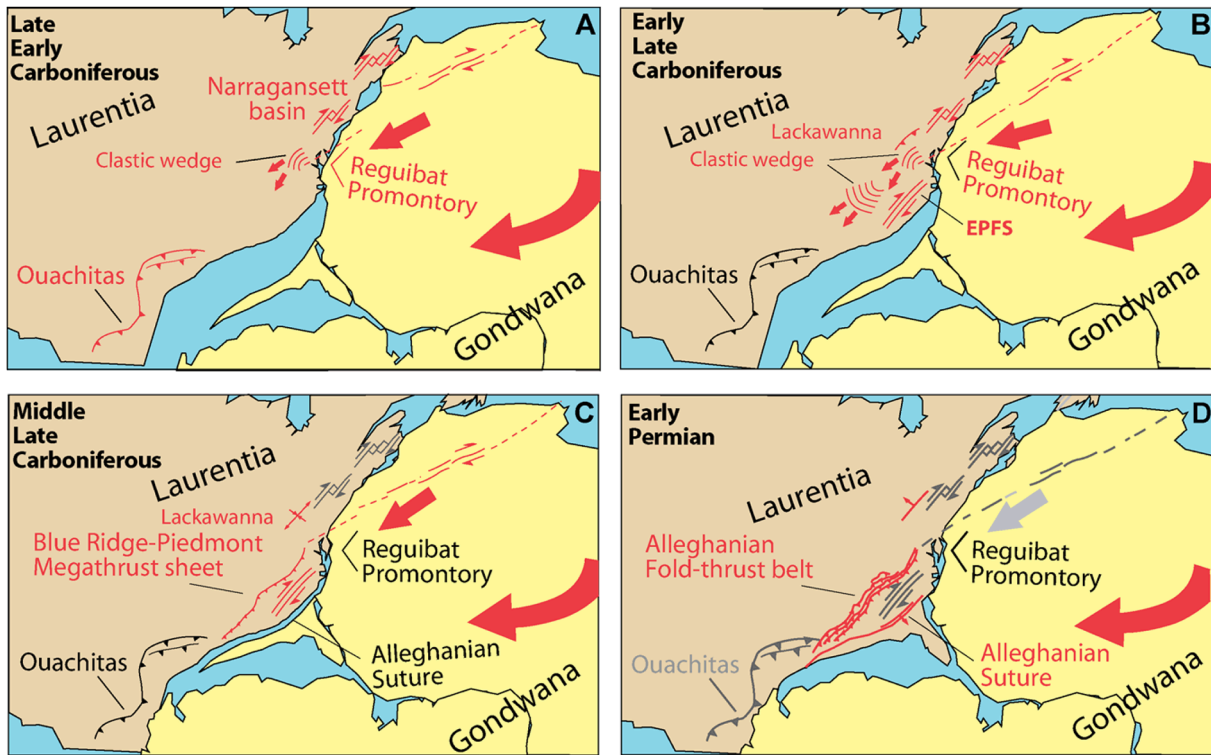 Late
Early
Carboniferous
A
Laurentia
Narragansett
basin
Clastic wedge
Reguibat
Promontory
Ouachitas
Gondwana
Early
Late
Carboniferous
B
Laurentia
Lackawanna
Clastic wedge
Reguibat
Promontory
EPFS
Ouachitas
Gondwana
Middle
Late
Carboniferous
C
Laurentia
Lackawanna
Blue Ridge-Piedmont
Megathrust sheet
Reguibat
Promontory
Ouachitas
Alleghanian
Suture
Gondwana
Early
Permian
D
Laurentia
Alleghanian
Fold-thrust belt
Reguibat
Promontory
Ouachitas
Alleghanian
Suture
Gondwana